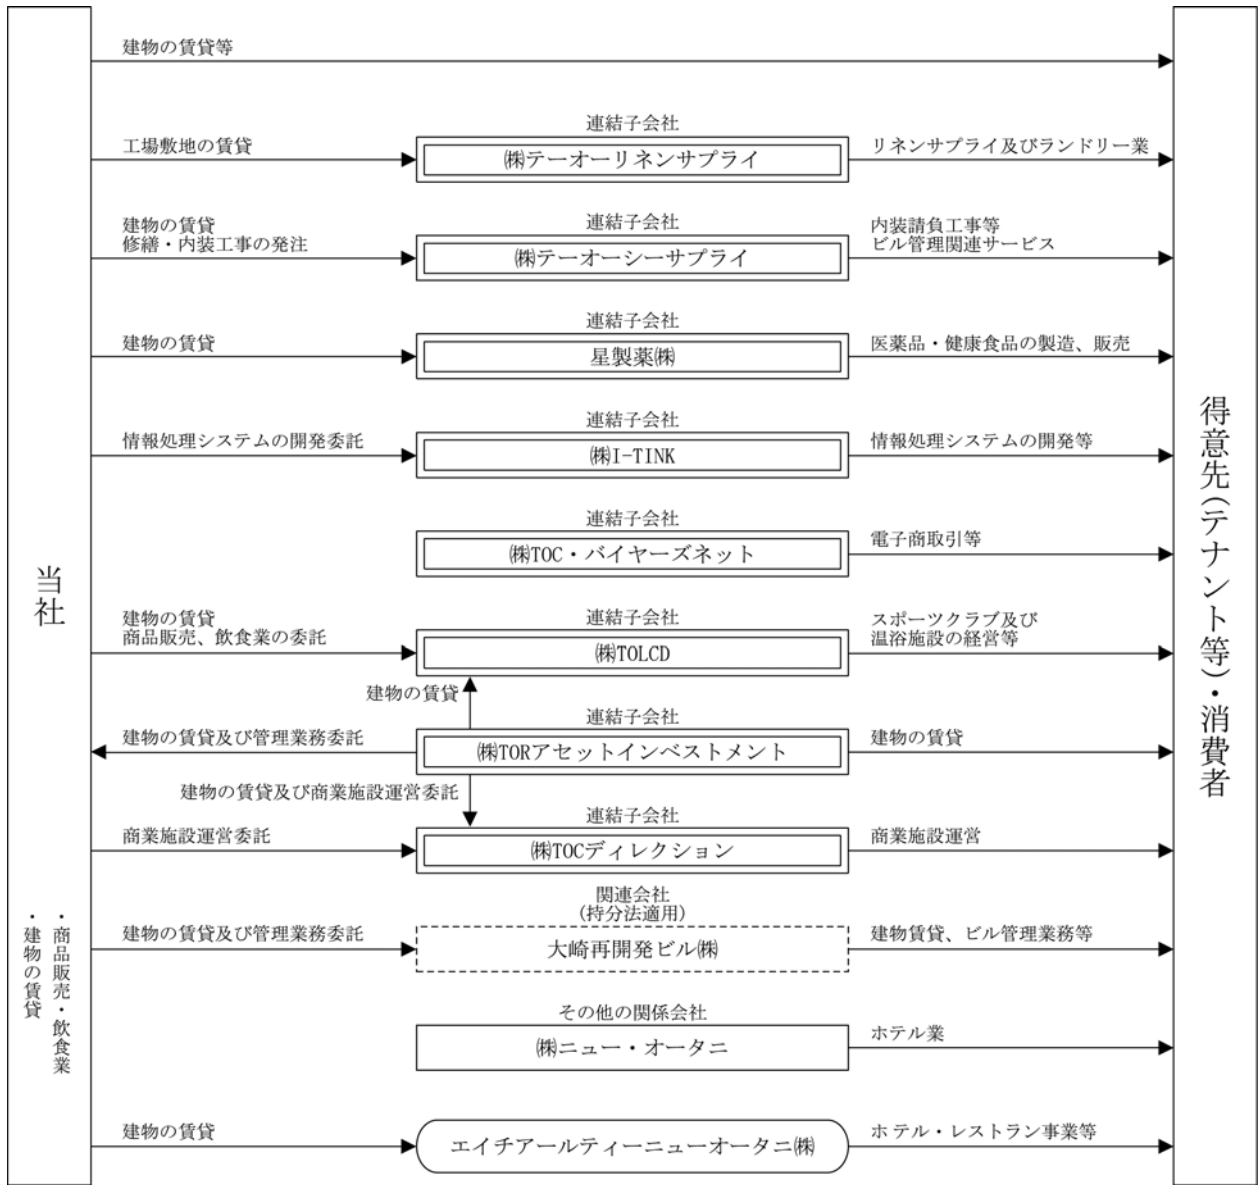 建物の賃貸等
連結子会社
工場敷地の賃貸
㈱テーオーリネンサプライ
リネンサプライ及びランドリー業
建物の賃貸
修繕・内装工事の発注
連結子会社
㈱テーオーシーサプライ
内装請負工事等
ビル管理関連サービス
連結子会社
建物の賃貸
星製薬㈱
医薬品・健康食品の製造、販売
連結子会社
情報処理システムの開発委託
㈱I-TINK
情報処理システムの開発等
連結子会社
㈱TOC・バイヤーズネット
電子商取引等
当社
得意先(テナント等)・消費者
建物の賃貸
商品販売、飲食業の委託
連結子会社
㈱TOLCD
スポーツクラブ及び
温浴施設の経営等
建物の賃貸
連結子会社
建物の賃貸及び管理業務委託
㈱TORアセットインベストメント
建物の賃貸
建物の賃貸及び商業施設運営委託
連結子会社
商業施設運営委託
㈱TOCディレクション
商業施設運営
・商品販売・飲食業
・建物の賃貸
関連会社
(持分法適用)
建物の賃貸及び管理業務委託
大崎再開発ビル㈱
建物賃貸、ビル管理業務等
その他の関係会社
㈱ニュー・オータニ
ホテル業
建物の賃貸
エイチアールティーニューオータニ㈱
ホテル・レストラン事業等